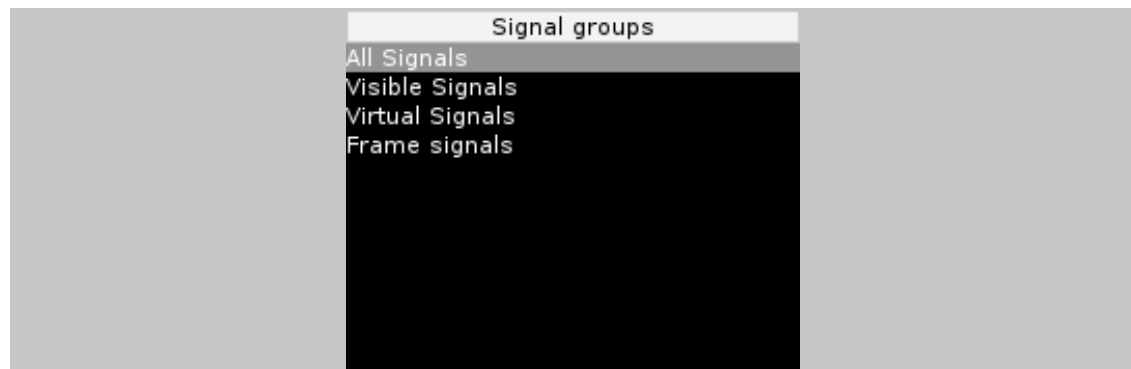 Signal groups
All Signals
Visible Signals
Virtual Signals
Frame signals